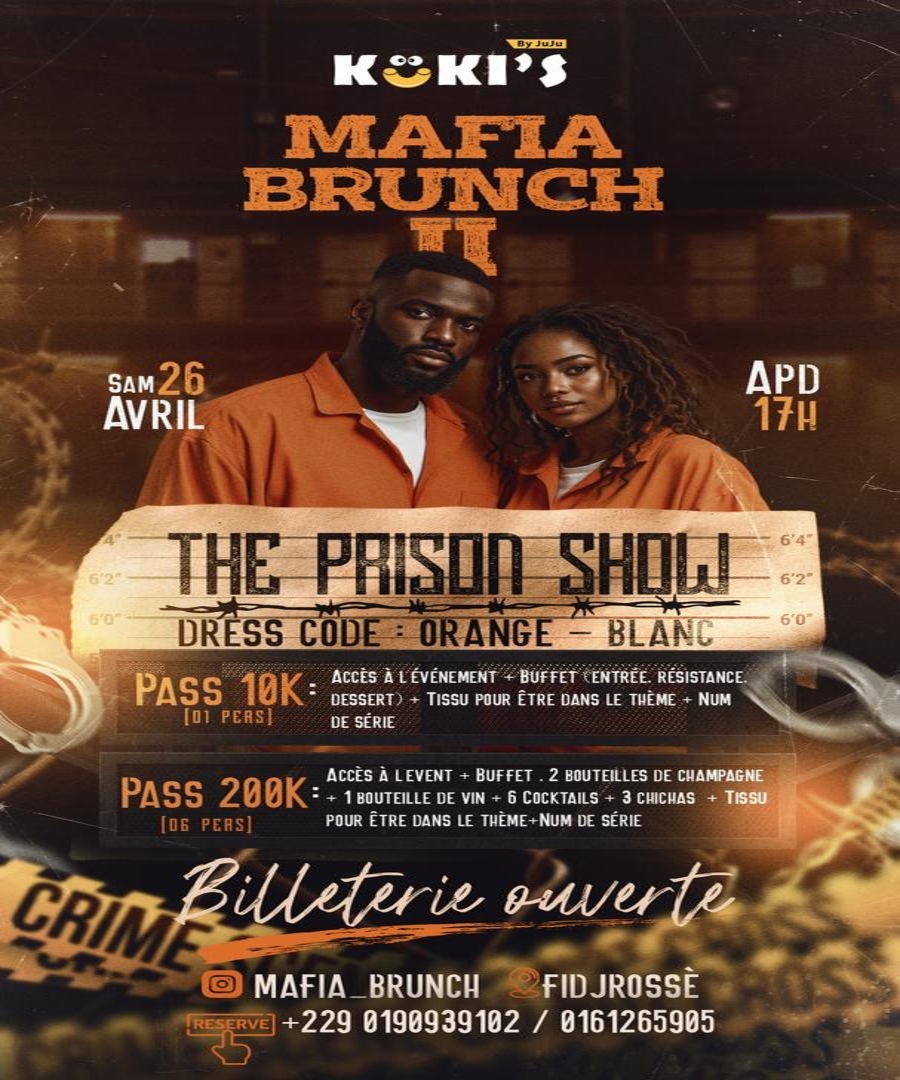 By JuJu
KOKI'S
MAFIA
BRUNCH
II
SAM 26
AVRIL
APD
17H
THE PRISON SHOW
4"
6'4"
6'2"
6'2"
6'0"
6'0"
DRESS CODE : ORANGE – BLANC
PASS 10K :
[01 PERS]
ACCÈS À L'ÉVÉNEMENT + BUFFET (ENTRÉE, RÉSISTANCE,
DESSERT) + TISSU POUR ÊTRE DANS LE THÈME + NUM
DE SÉRIE
PASS 200K :
[06 PERS]
ACCÈS À L'EVENT + BUFFET . 2 BOUTEILLES DE CHAMPAGNE
+ 1 BOUTEILLE DE VIN + 6 COCKTAILS + 3 CHICHAS + TISSU
POUR ÊTRE DANS LE THÈME+NUM DE SÉRIE
Billeterie ouverte
CRIME
MAFIA_BRUNCH FIDJROSSÈ
RESERVE +229 0190939102 / 0161265905